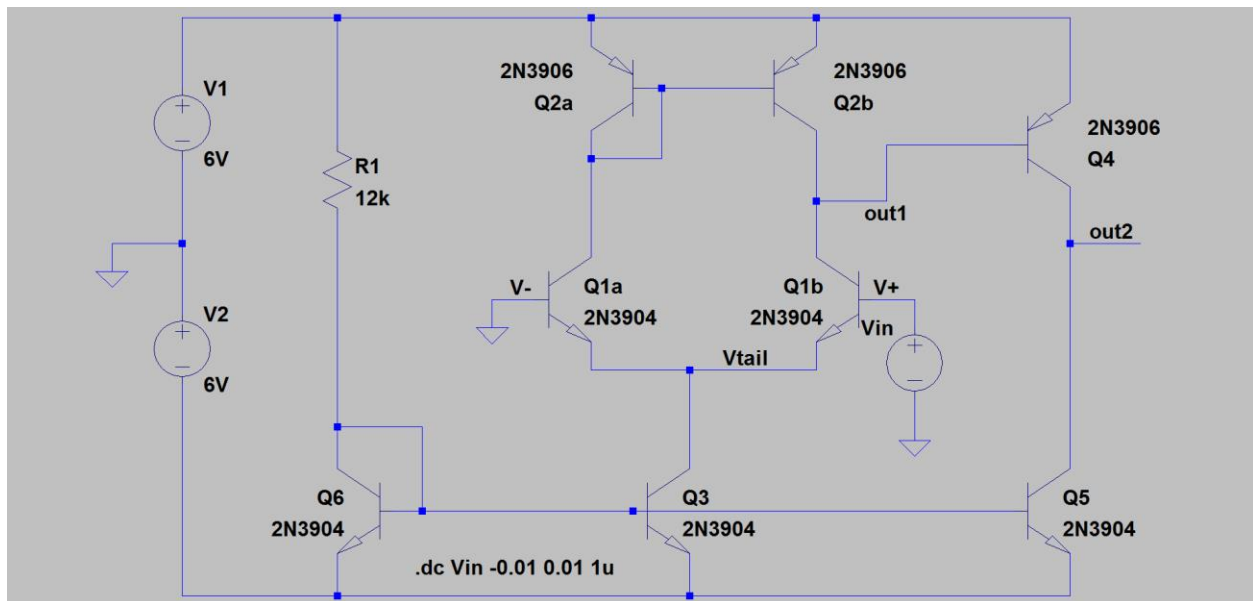 V1
6V
V2
6V
R1
12k
2N3906
Q2a
2N3906
Q2b
2N3906
Q4
out1
out2
V-
Q1a
2N3904
Q1b
2N3904
V+
Vin
Vtail
Q6
2N3904
Q3
2N3904
Q5
2N3904
.dc Vin -0.01 0.01 1u